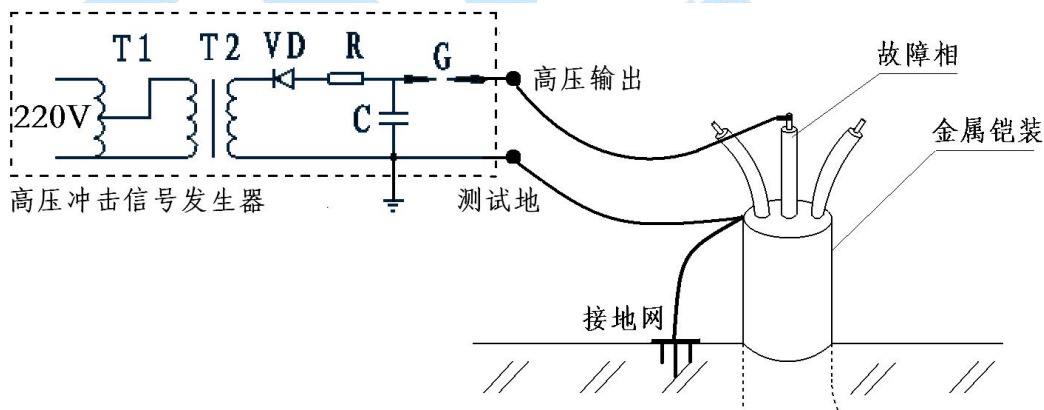 T1 T2 VD R G
220V
C
高压输出
故障相
金属铠装
高压冲击信号发生器
测试地
接地网